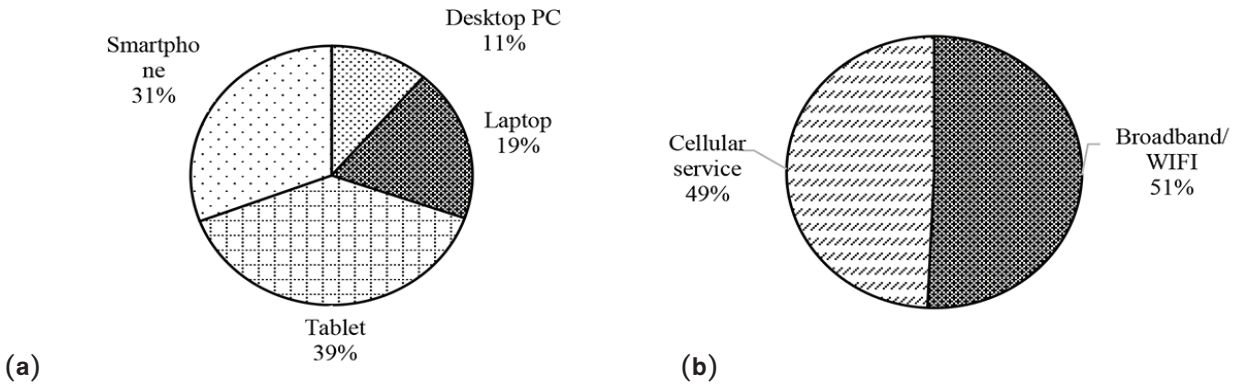 Desktop PC
11%
Smartpho
ne
31%
Laptop
19%
Tablet
39%
(a)
Cellular
service
49%
Broadband/
WIFI
51%
(b)